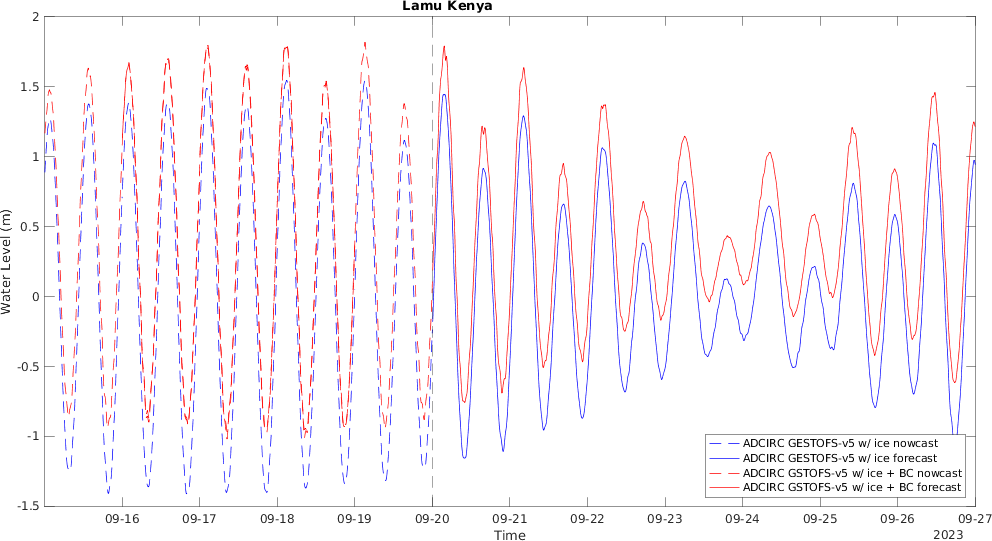 Lamu Kenya
2
1.5
1
0.5
0
-0.5
-1
-1.5
Water Level (m)
ADCIRC GESTOFS-v5 w/ ice nowcast
ADCIRC GESTOFS-v5 w/ ice forecast
ADCIRC GSTOFS-v5 w/ ice + BC nowcast
ADCIRC GSTOFS-v5 w/ ice + BC forecast
09-16 09-17 09-18 09-19 09-20 09-21 09-22 09-23 09-24 09-25 09-26 09-27
Time
2023